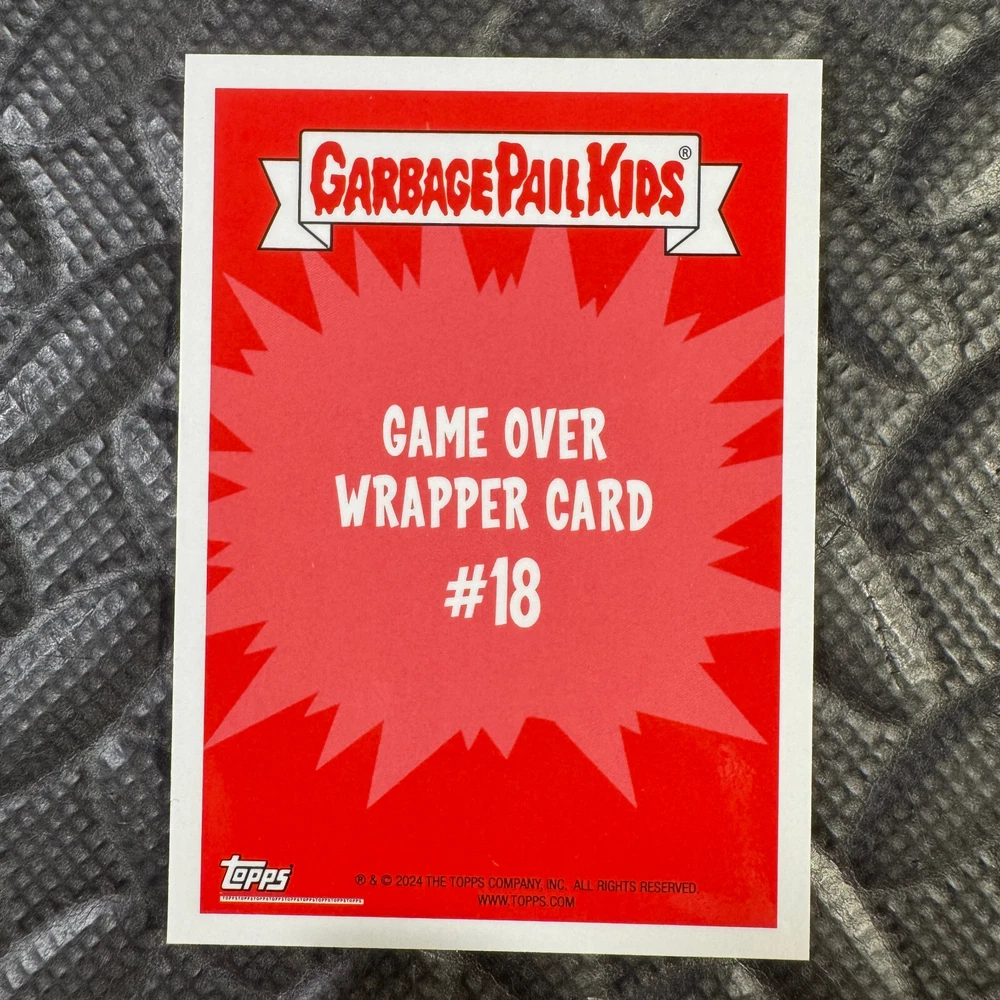 GARBAGE PAIL KIDS®
GAME OVER
WRAPPER CARD
#18
TOPPS
® & © 2024 THE TOPPS COMPANY, INC. ALL RIGHTS RESERVED.
WWW.TOPPS.COM